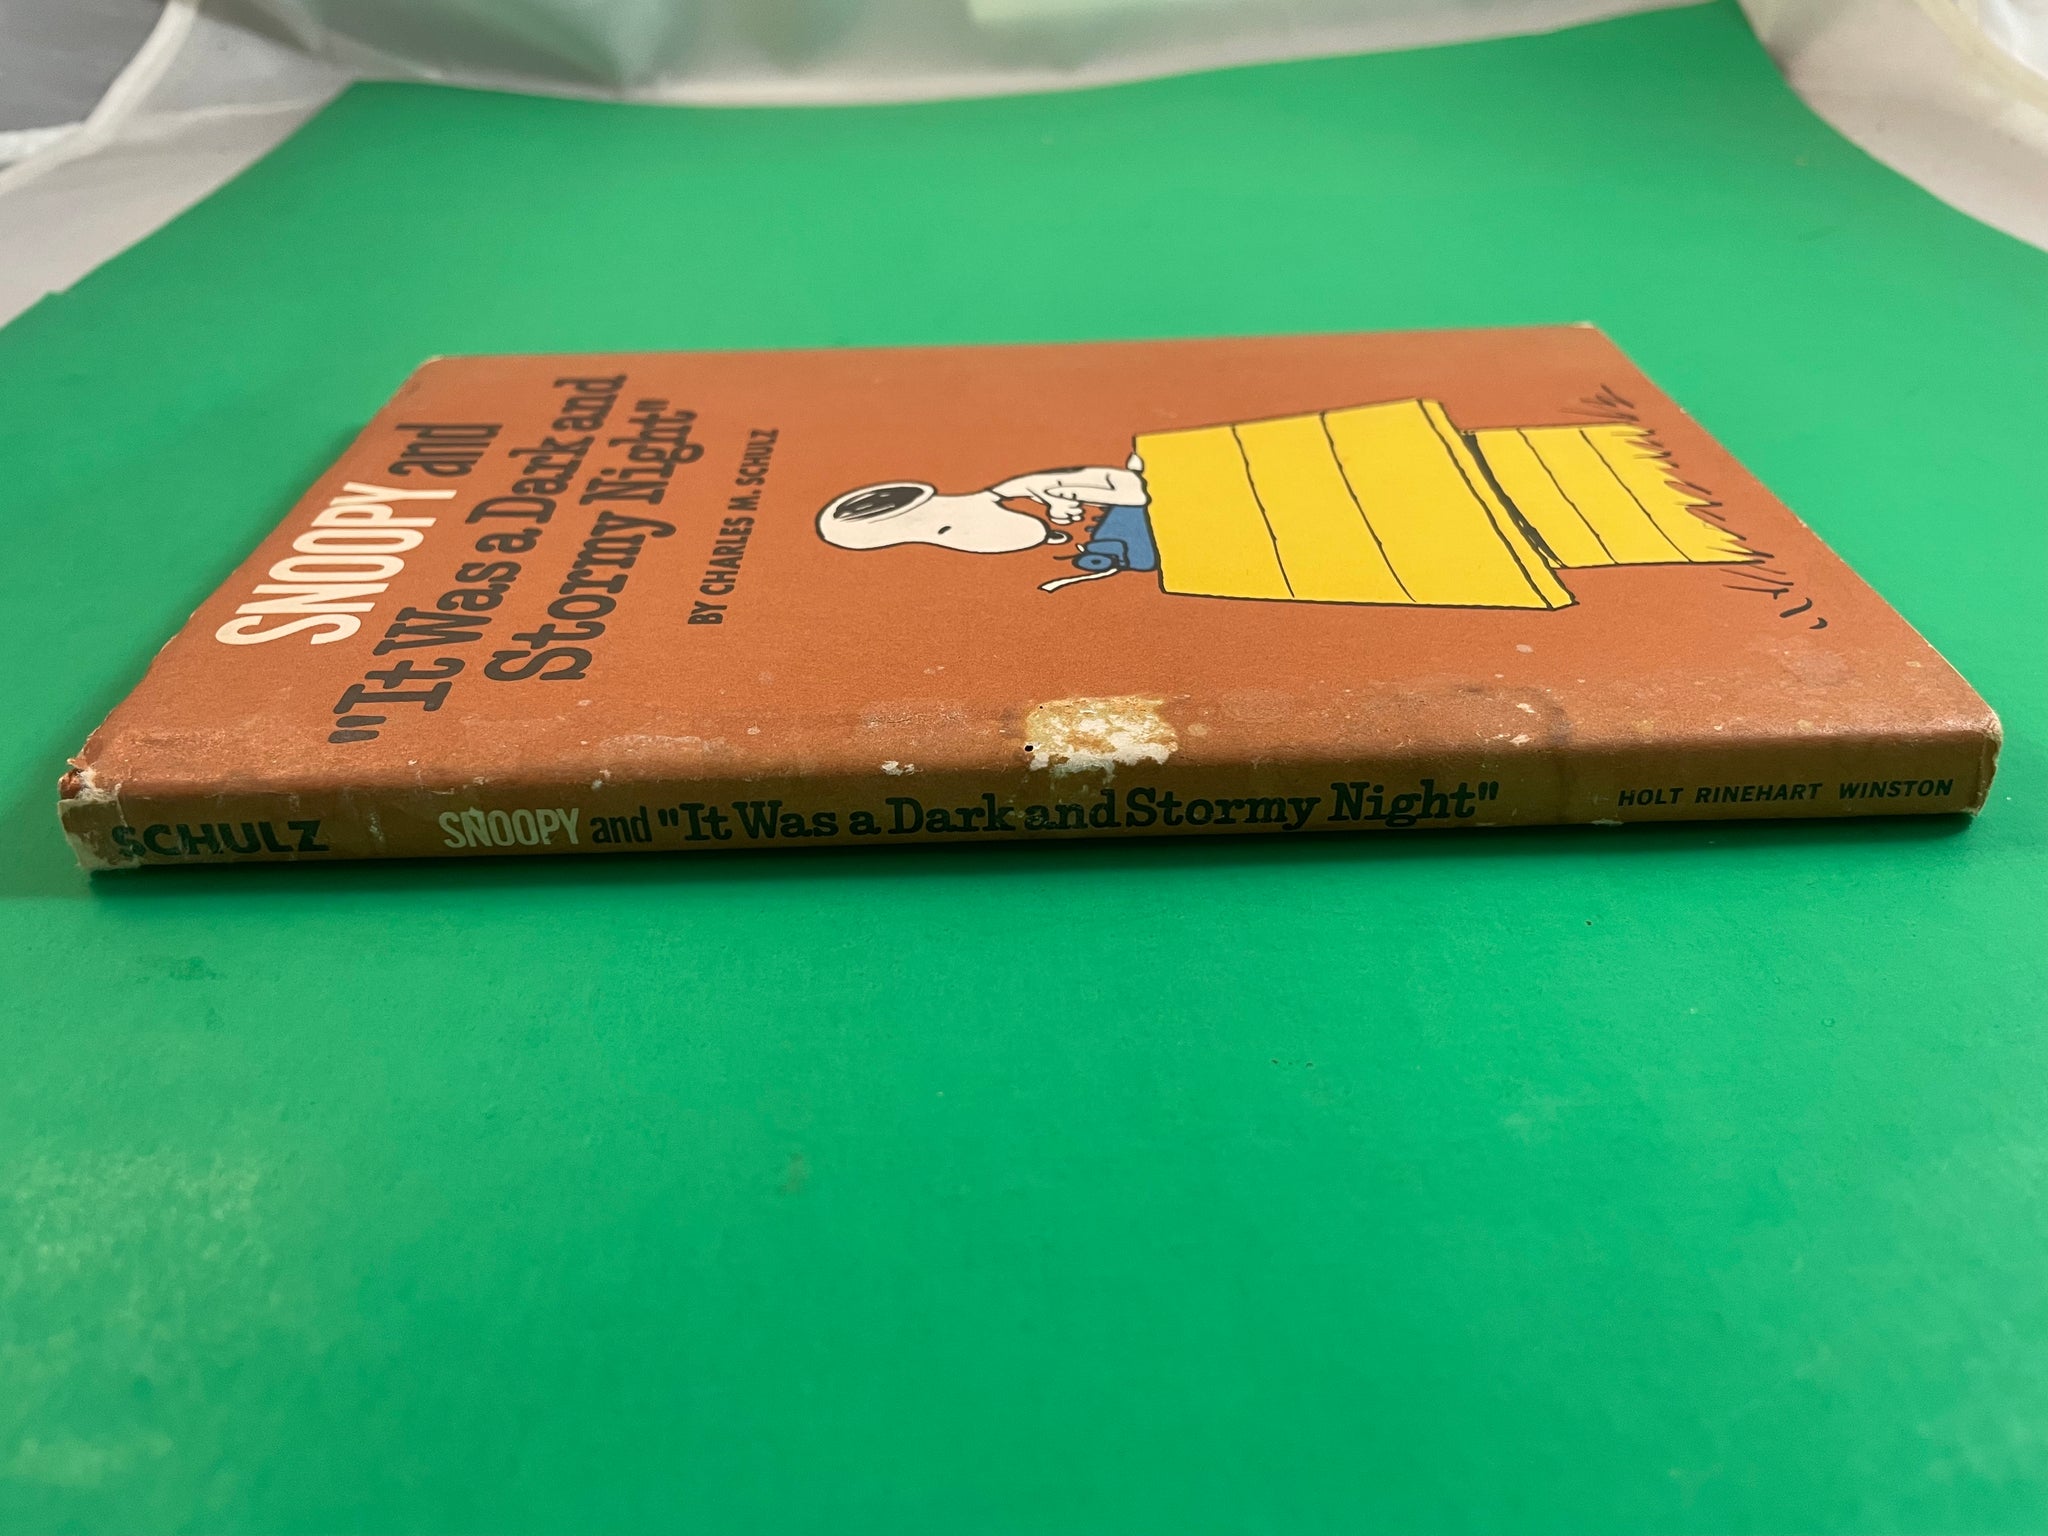 SNOOPY and
"It Was a Dark and
Stormy Night"
BY CHARLES M. SCHULZ
SCHULZ SNOOPY and "It Was a Dark and Stormy Night" HOLT RINEHART WINSTON